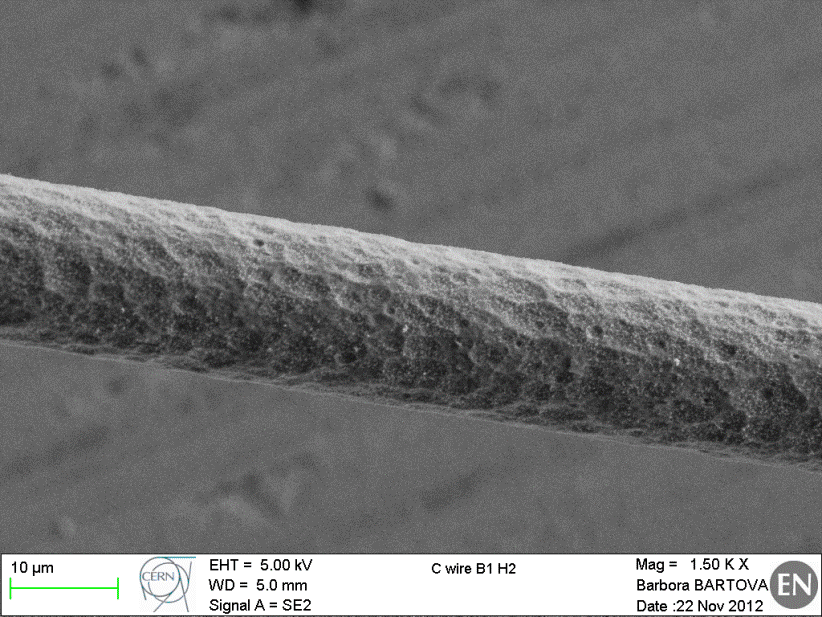 10 µm
CERN
EHT = 5.00 kV
WD = 5.0 mm
Signal A = SE2
C wire B1 H2
Mag = 1.50 K X
Barbora BARTOVA
Date :22 Nov 2012
EN